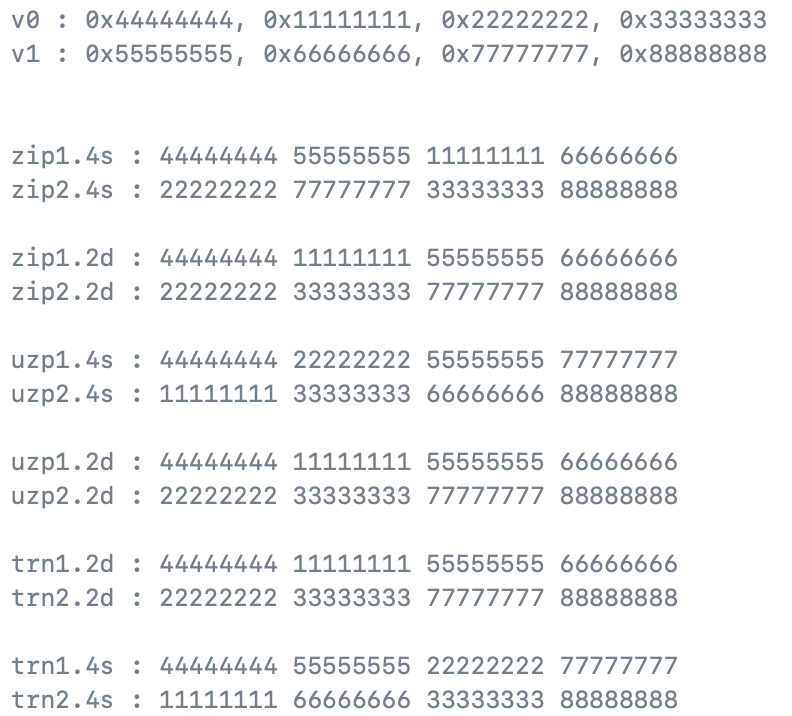 v0 : 0x44444444, 0x11111111, 0x22222222, 0x33333333
v1 : 0x55555555, 0x66666666, 0x77777777, 0x88888888
zip1.4s : 44444444 55555555 11111111 66666666
zip2.4s : 22222222 77777777 33333333 88888888
zip1.2d : 44444444 11111111 55555555 66666666
zip2.2d : 22222222 33333333 77777777 88888888
uzp1.4s : 44444444 22222222 55555555 77777777
uzp2.4s : 11111111 33333333 66666666 88888888
uzp1.2d : 44444444 11111111 55555555 66666666
uzp2.2d : 22222222 33333333 77777777 88888888
trn1.2d : 44444444 11111111 55555555 66666666
trn2.2d : 22222222 33333333 77777777 88888888
trn1.4s : 44444444 55555555 22222222 77777777
trn2.4s : 11111111 66666666 33333333 88888888